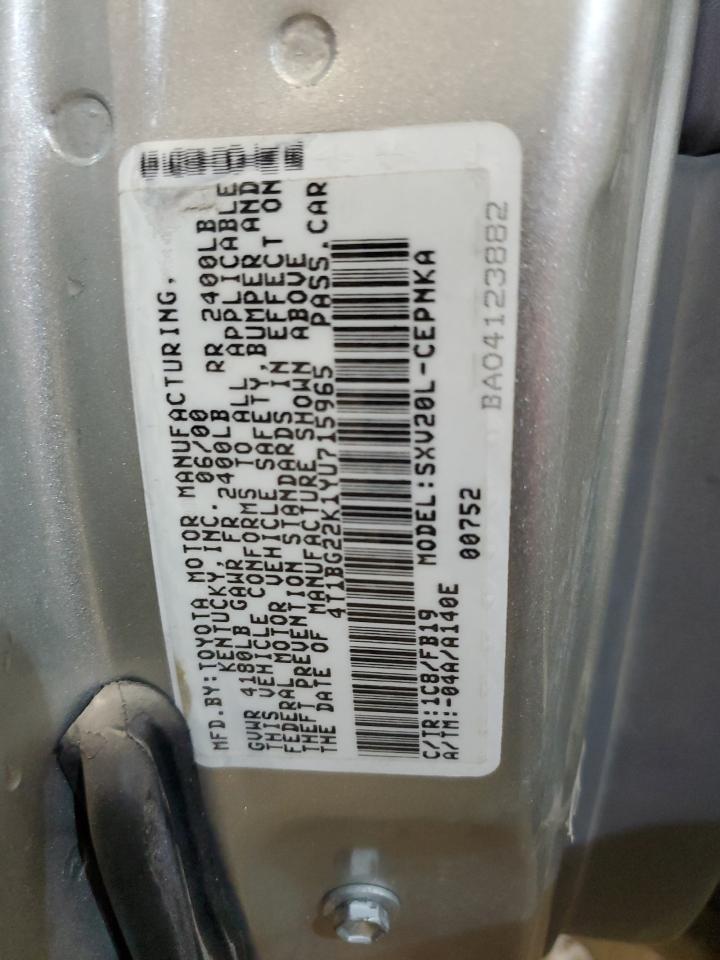 MFD.BY:TOYOTA MOTOR MANUFACTURING,
KENTUCKY,INC. 06/00
GVWR 4180LB GAWR FR 2400LB RR 2400LB
THIS VEHICLE CONFORMS TO ALL APPLICABLE
FEDERAL MOTOR VEHICLE SAFETY,BUMPER AND
THEFT PREVENTION STANDARDS IN EFFECT ON
THE DATE OF MANUFACTURE SHOWN ABOVE
4T1BG22K1YU715965 PASS.CAR
C/TR:1C8/FB19 MODEL:SXV20L-CEPNKA
A/TM:-04A/A140E 00752
BA04123882